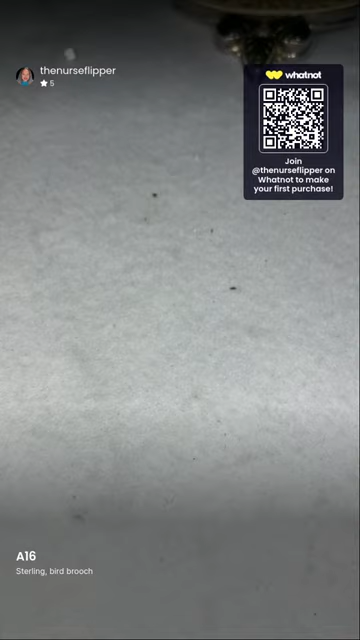 thenurseflipper
★ 5
whatnot
Join
@thenurseflipper on
Whatnot to make
your first purchase!
A16
Sterling, bird brooch